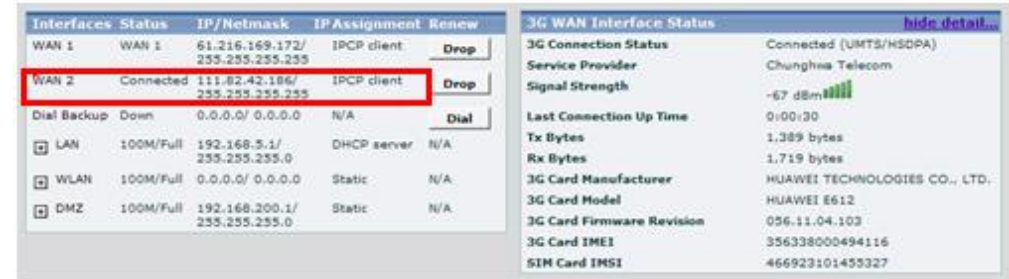 Interfaces Status IP/Netmask IP Assignment Renew
WAN 1 WAN 1 61.216.169.172/ IPCP client Drop
255.255.255.255
WAN 2 Connected 111.82.42.186/ IPCP client Drop
255.255.255.255
Dial Backup Down 0.0.0.0/ 0.0.0.0 N/A Dial
LAN 100M/Full 192.168.5.1/ DHCP server N/A
255.255.255.0
WLAN 100M/Full 0.0.0.0/ 0.0.0.0 Static N/A
DMZ 100M/Full 192.168.200.1/ Static N/A
255.255.255.0
3G WAN Interface Status hide detail...
3G Connection Status Connected (UMTS/HSDPA)
Service Provider Chunghwa Telecom
Signal Strength -67 dBm
Last Connection Up Time 0:00:30
Tx Bytes 1,389 bytes
Rx Bytes 1,719 bytes
3G Card Manufacturer HUAWEI TECHNOLOGIES CO., LTD.
3G Card Model HUAWEI E612
3G Card Firmware Revision 056.11.04.103
3G Card IMEI 356338000494116
SIM Card IMSI 466923101455327